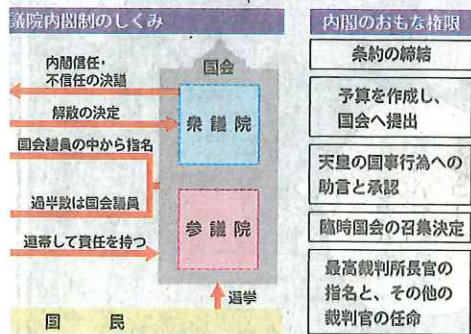 議院内閣制のしくみ
内閣信任・
不信任の決議
解散の決定
国会議員の中から指名
過半数は国会議員
連帯して責任を持つ
国会
衆議院
参議院
選挙
国民
内閣のおもな権限
条約の締結
予算を作成し、
国会へ提出
天皇の国事行為への
助言と承認
臨時国会の召集決定
最高裁判所長官の
指名と、その他の
裁判官の任命